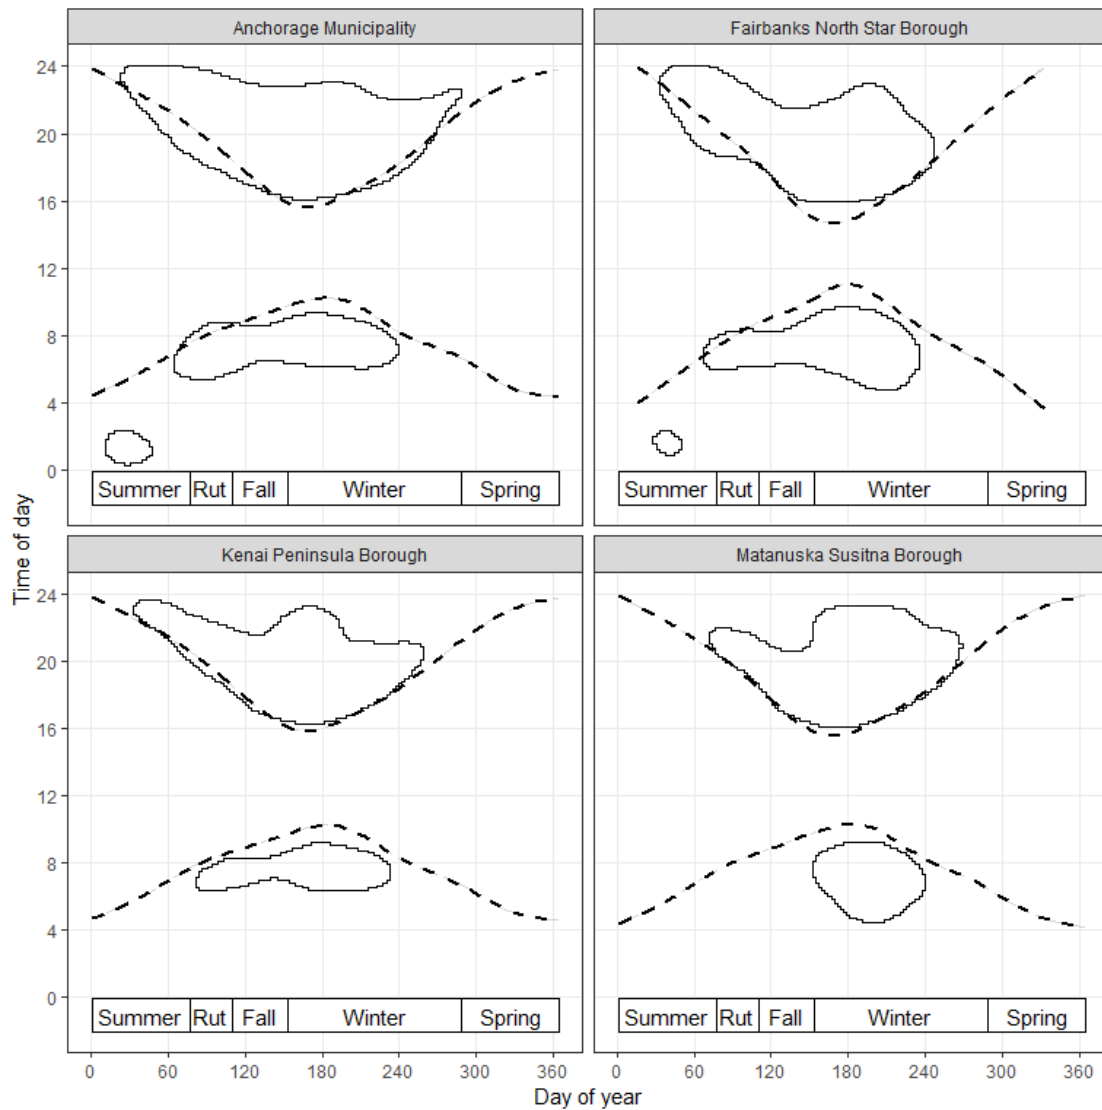 Anchorage Municipality
Fairbanks North Star Borough
24
20
16
12
8
4
0
Summer Rut Fall Winter Spring
Summer Rut Fall Winter Spring
Kenai Peninsula Borough
Matanuska Susitna Borough
24
20
16
12
8
4
0
Summer Rut Fall Winter Spring
Summer Rut Fall Winter Spring
0 60 120 180 240 300 360
0 60 120 180 240 300 360
Time of day
Day of year